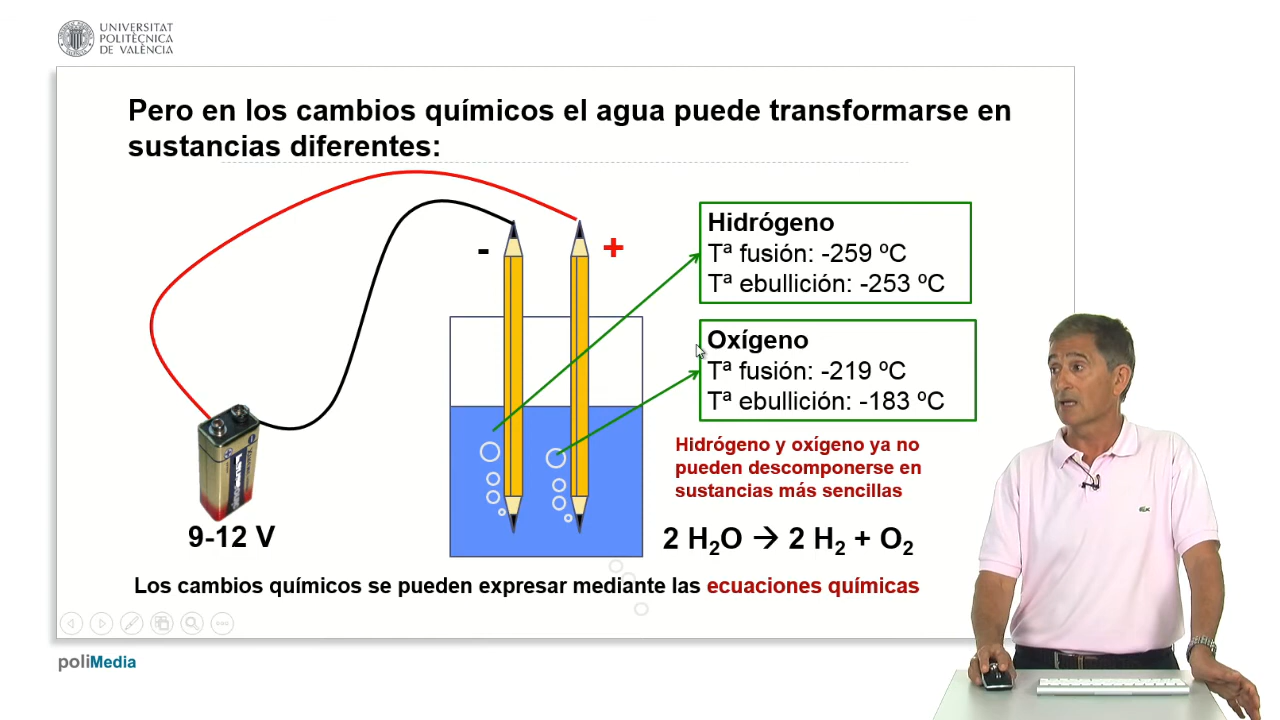 UNIVERSITAT
POLITÈCNICA
DE VALÈNCIA
Pero en los cambios químicos el agua puede transformarse en
sustancias diferentes:
-
+
Hidrógeno
Tª fusión: -259 ºC
Tª ebullición: -253 ºC
Oxígeno
Tª fusión: -219 ºC
Tª ebullición: -183 ºC
Hidrógeno y oxígeno ya no
pueden descomponerse en
sustancias más sencillas
9-12 V
2 H₂O → 2 H₂ + O₂
Los cambios químicos se pueden expresar mediante las ecuaciones químicas
poliMedia